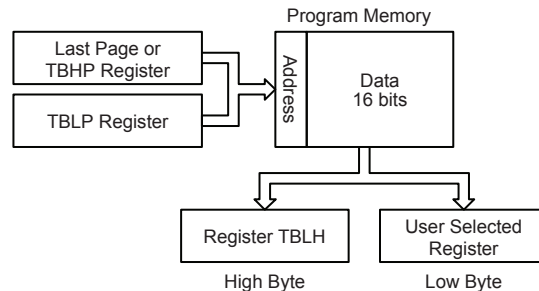 Program Memory
Last Page or
TBHP Register
TBLP Register
Address
Data
16 bits
Register TBLH
User Selected
Register
High Byte
Low Byte